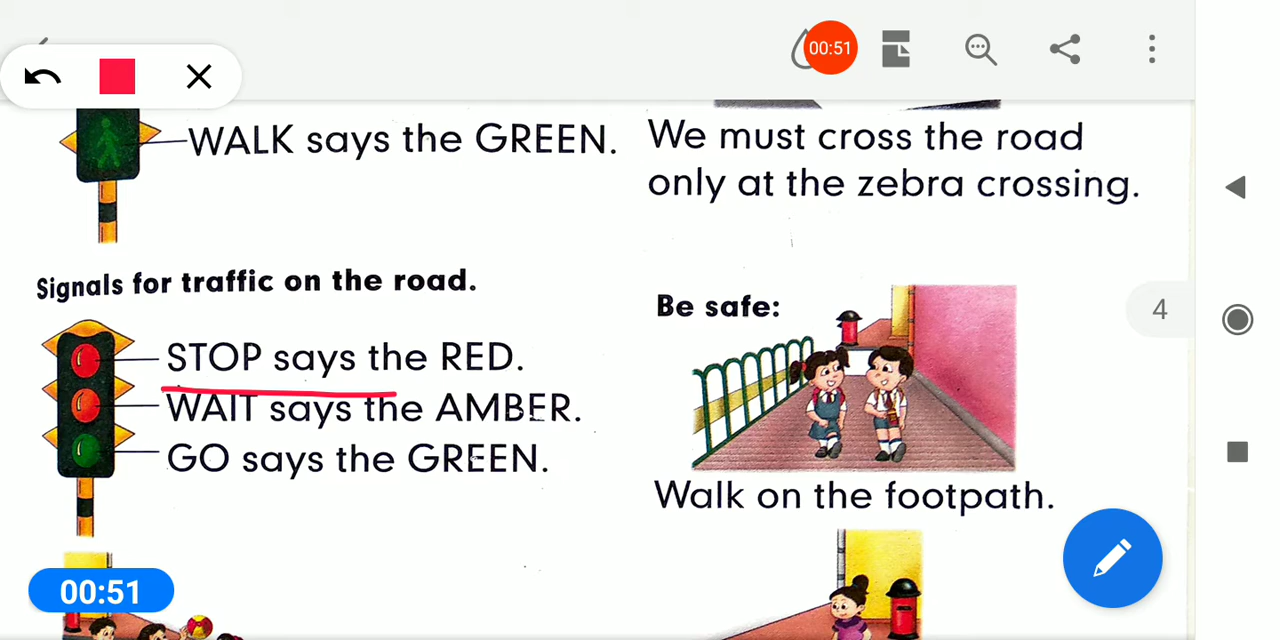 00:51
WALK says the GREEN.
We must cross the road
only at the zebra crossing.
Signals for traffic on the road.
STOP says the RED.
WAIT says the AMBER.
GO says the GREEN.
Be safe:
4
Walk on the footpath.
00:51